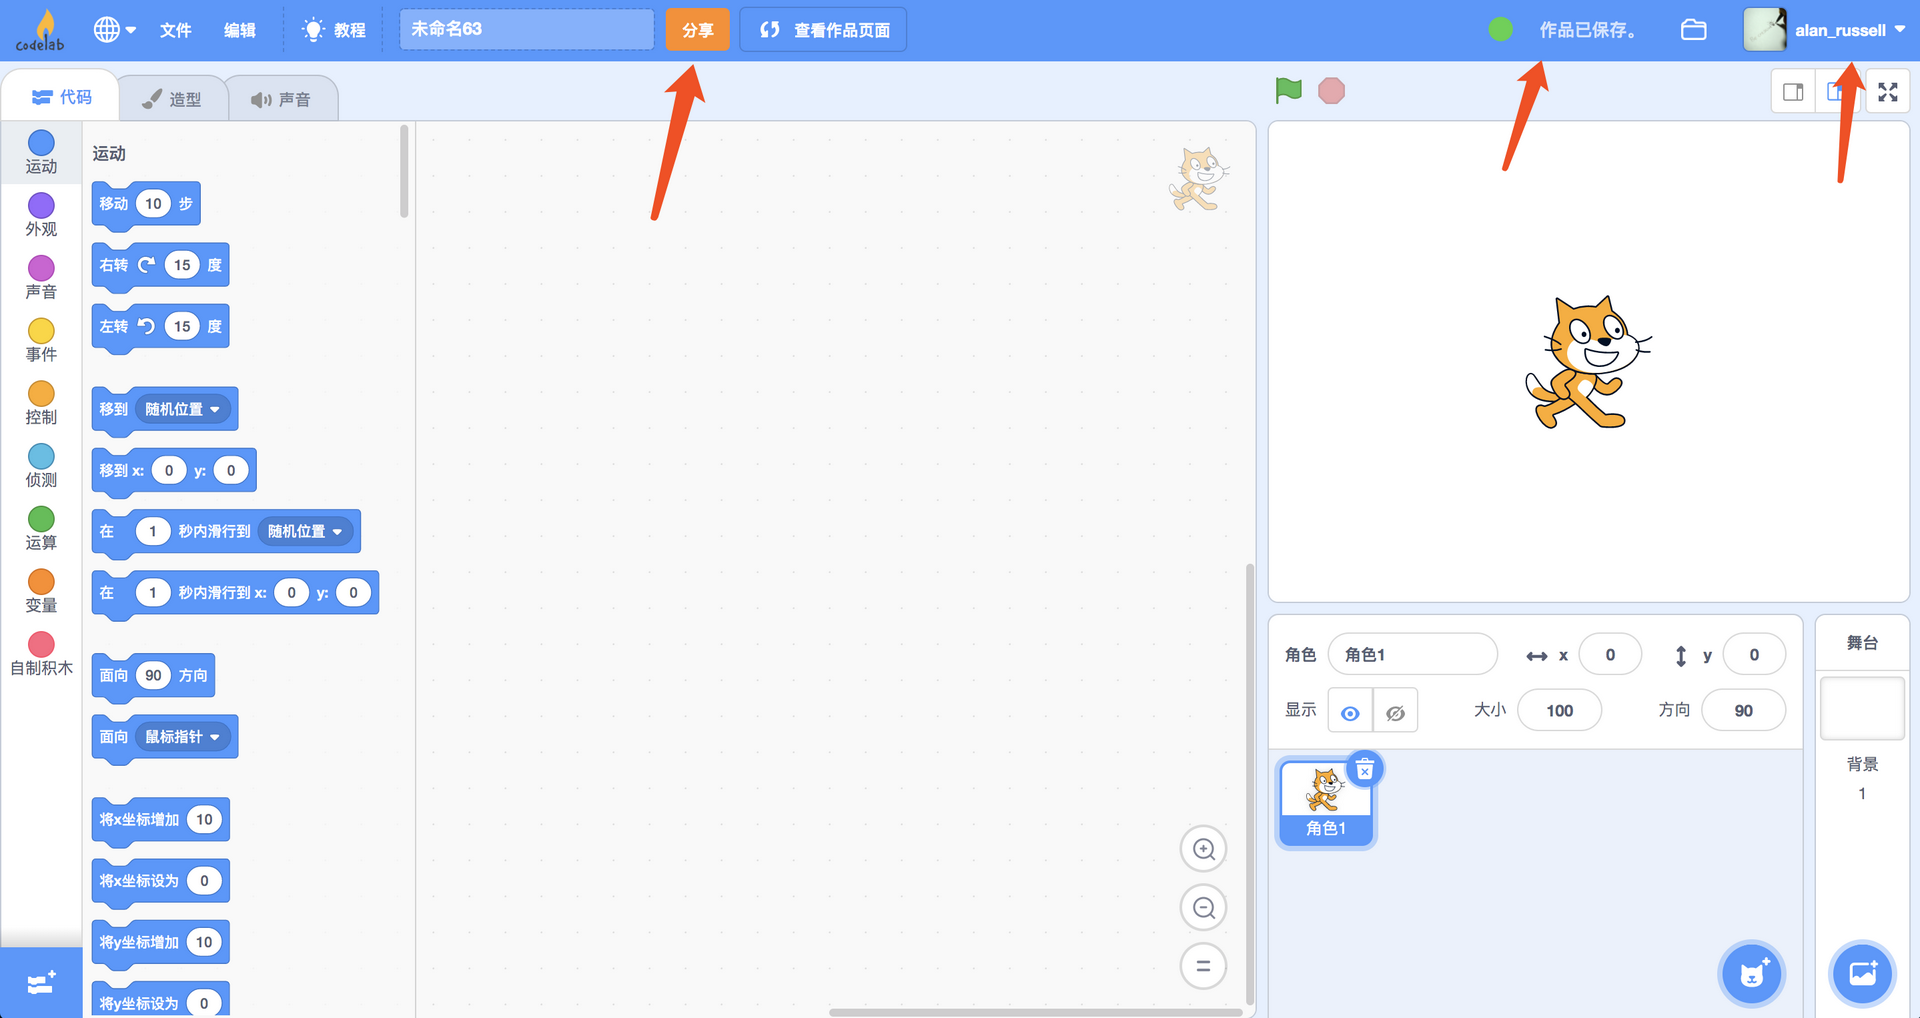 codelab
文件
编辑
教程
未命名63
分享
查看作品页面
作品已保存。
alan_russell
代码
造型
声音
运动
外观
声音
事件
控制
侦测
运算
变量
自制积木
运动
移动 10 步
右转 15 度
左转 15 度
移到 随机位置
移到 x: 0 y: 0
在 1 秒内滑行到 随机位置
在 1 秒内滑行到 x: 0 y: 0
面向 90 方向
面向 鼠标指针
将x坐标增加 10
将x坐标设为 0
将y坐标增加 10
将y坐标设为 0
角色 角色1 x 0 y 0
显示 大小 100 方向 90
角色1
舞台
背景
1